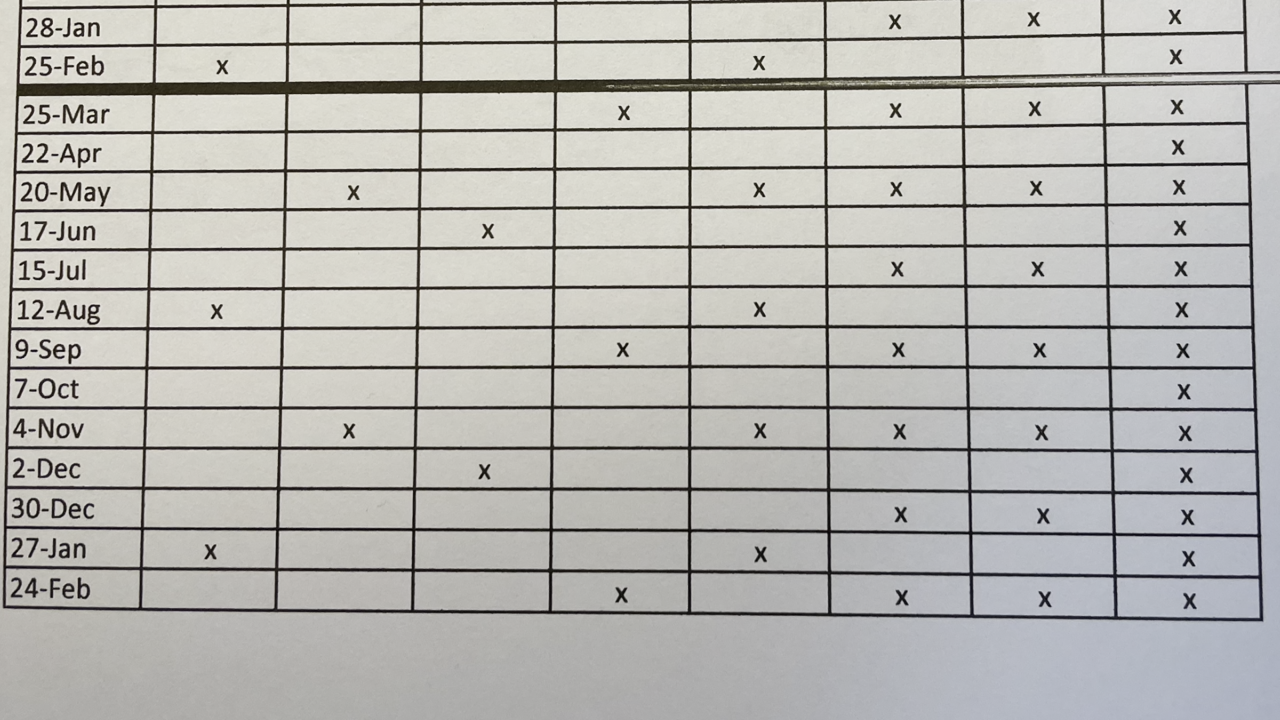 28-Jan x x x
25-Feb x x x
25-Mar x x x x
22-Apr x
20-May x x x x x
17-Jun x x
15-Jul x x x
12-Aug x x x
9-Sep x x x x
7-Oct x
4-Nov x x x x x
2-Dec x x
30-Dec x x x
27-Jan x x x
24-Feb x x x x